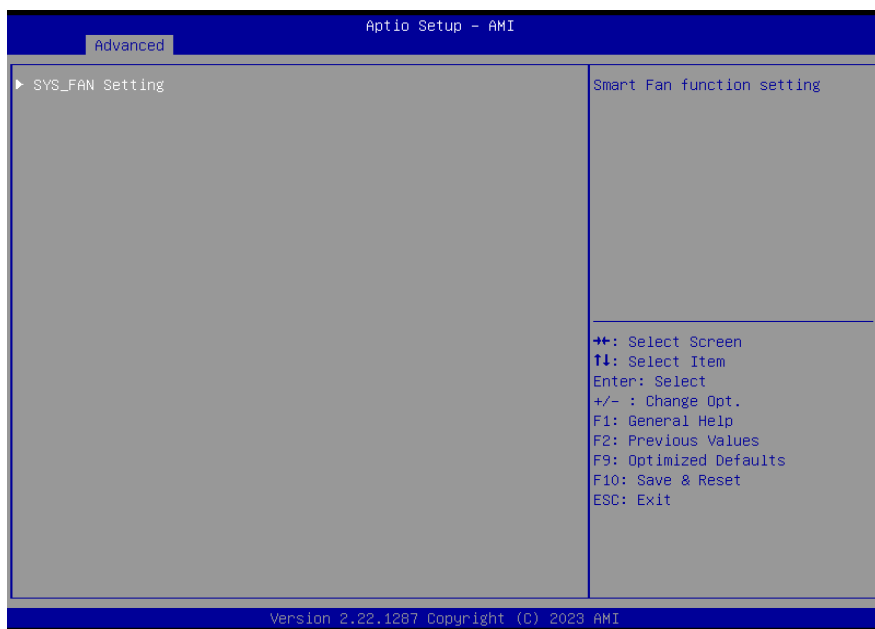 Aptio Setup - AMI
Advanced
▶ SYS_FAN Setting
Smart Fan function setting
→←: Select Screen
↑↓: Select Item
Enter: Select
+/- : Change Opt.
F1: General Help
F2: Previous Values
F9: Optimized Defaults
F10: Save & Reset
ESC: Exit
Version 2.22.1287 Copyright (C) 2023 AMI